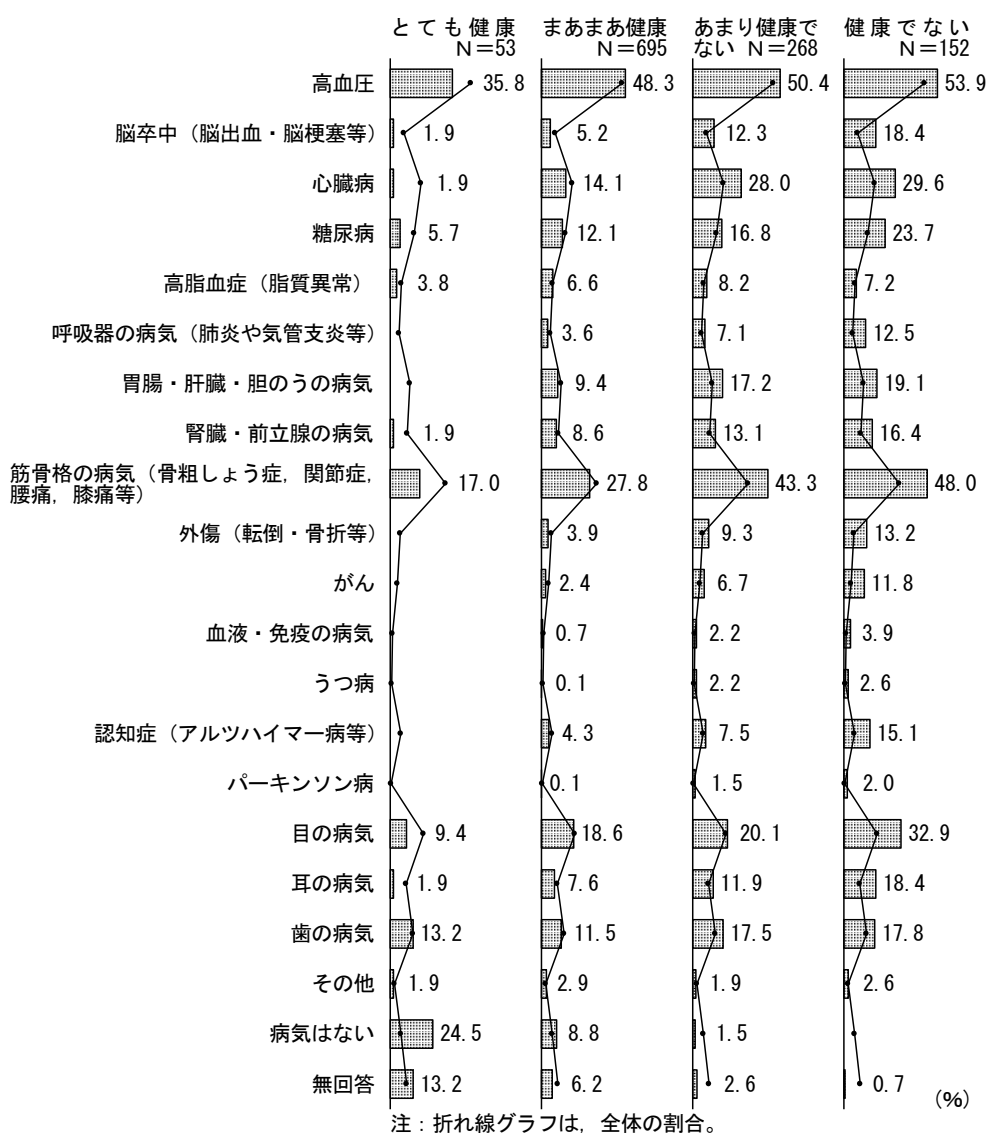 とても健康
N＝53
まあまあ健康
N＝695
あまり健康で
ない N＝268
健康でない
N＝152
高血圧 35.8 48.3 50.4 53.9
脳卒中（脳出血・脳梗塞等） 1.9 5.2 12.3 18.4
心臓病 1.9 14.1 28.0 29.6
糖尿病 5.7 12.1 16.8 23.7
高脂血症（脂質異常） 3.8 6.6 8.2 7.2
呼吸器の病気（肺炎や気管支炎等） 3.6 7.1 12.5
胃腸・肝臓・胆のうの病気 9.4 17.2 19.1
腎臓・前立腺の病気 1.9 8.6 13.1 16.4
筋骨格の病気（骨粗しょう症，関節症，
腰痛，膝痛等） 17.0 27.8 43.3 48.0
外傷（転倒・骨折等） 3.9 9.3 13.2
がん 2.4 6.7 11.8
血液・免疫の病気 0.7 2.2 3.9
うつ病 0.1 2.2 2.6
認知症（アルツハイマー病等） 4.3 7.5 15.1
パーキンソン病 0.1 1.5 2.0
目の病気 9.4 18.6 20.1 32.9
耳の病気 1.9 7.6 11.9 18.4
歯の病気 13.2 11.5 17.5 17.8
その他 1.9 2.9 1.9 2.6
病気はない 24.5 8.8 1.5
無回答 13.2 6.2 2.6 0.7
（%）
注：折れ線グラフは，全体の割合。